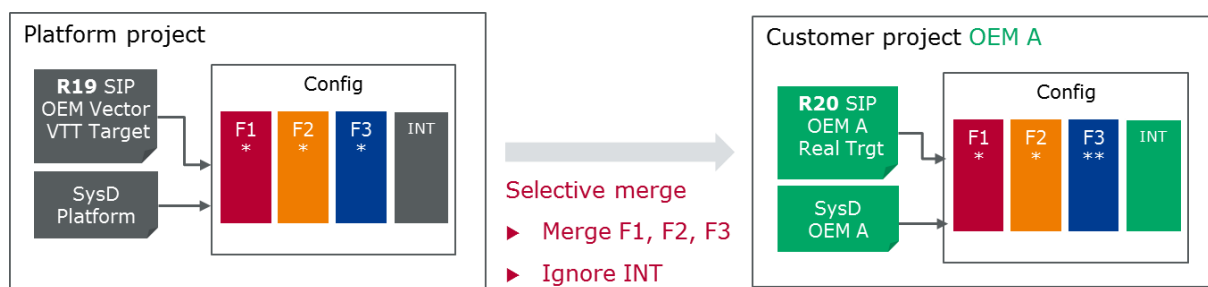 Platform project
R19 SIP
OEM Vector
VTT Target
SysD
Platform
Config
F1
*
F2
*
F3
*
INT
Selective merge
▶ Merge F1, F2, F3
▶ Ignore INT
Customer project OEM A
R20 SIP
OEM A
Real Trgt
SysD
OEM A
Config
F1
*
F2
*
F3
**
INT